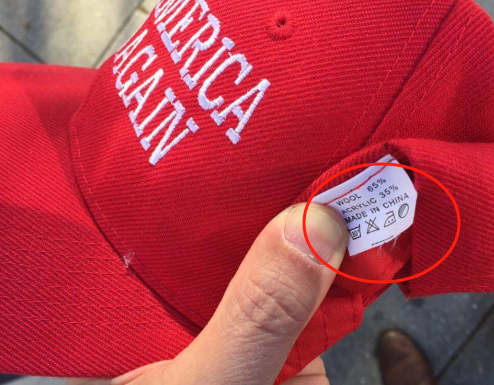 AMERICA
AGAIN
WOOL 65%
ACRYLIC 35%
MADE IN CHINA